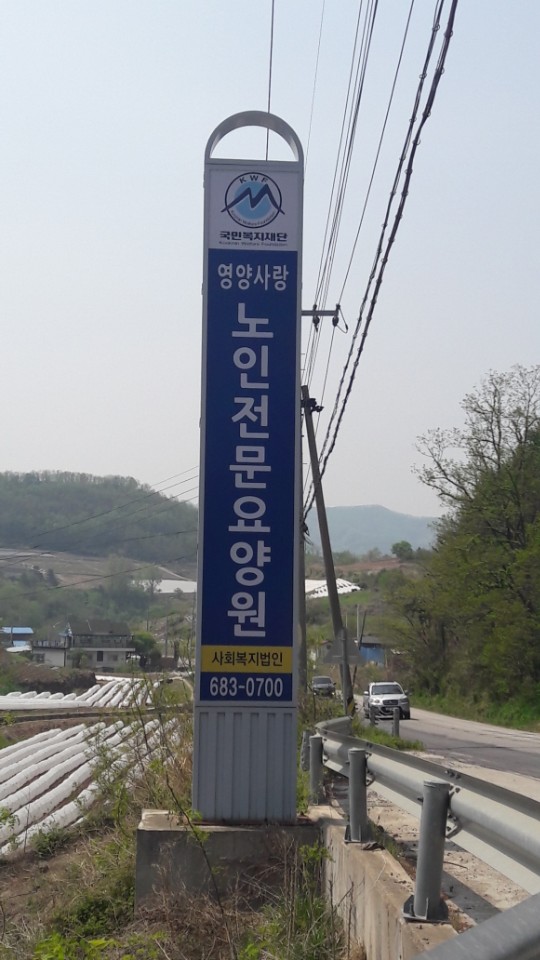 KWF
국민복지재단
영양사랑
노인전문요양원
사회복지법인
683-0700